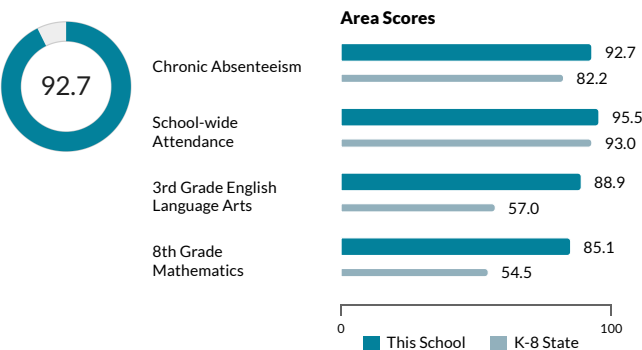 Area Scores
92.7
Chronic Absenteeism
92.7
82.2
School-wide
Attendance
95.5
93.0
3rd Grade English
Language Arts
88.9
57.0
8th Grade
Mathematics
85.1
54.5
0
100
This School
K-8 State